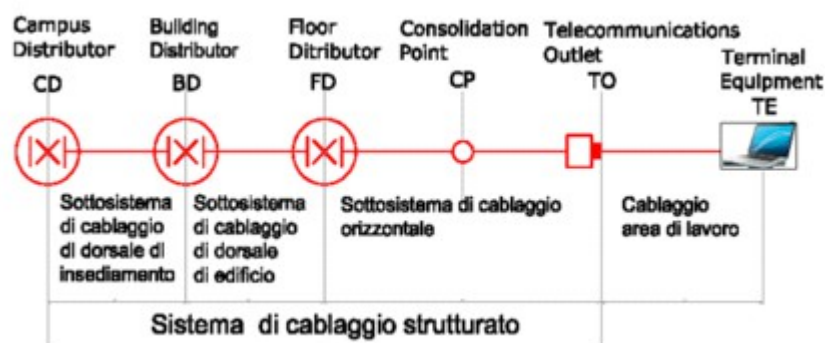 Campus
Distributor
CD
Building
Distributor
BD
Floor
Ditributor
FD
Consolidation
Point
CP
Telecommunications
Outlet
TO
Terminal
Equipment
TE
Sottosistema
di cablaggio
di dorsale di
insediamento
Sottosistema
di cablaggio
di dorsale
di edificio
Sottosistema di cablaggio
orizzontale
Cablaggio
area di lavoro
Sistema di cablaggio strutturato